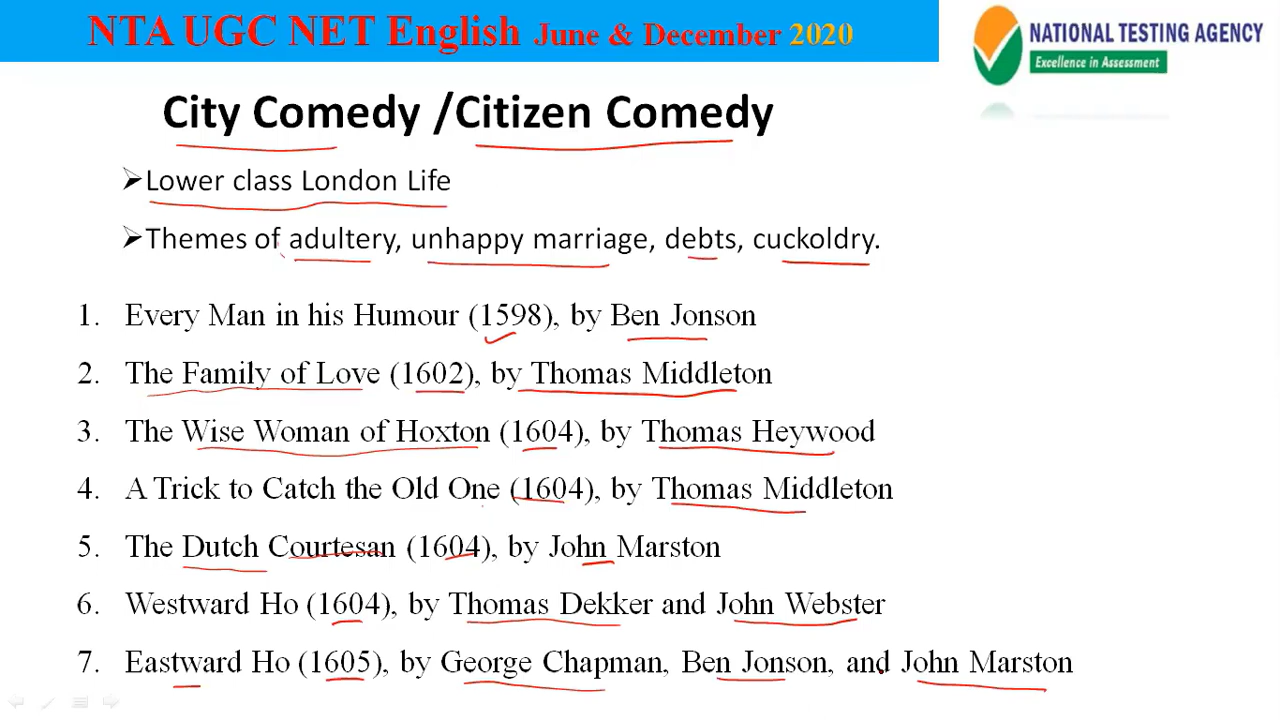 NTA UGC NET English June & December 2020
NATIONAL TESTING AGENCY
Excellence in Assessment
City Comedy /Citizen Comedy
➢Lower class London Life
➢Themes of adultery, unhappy marriage, debts, cuckoldry.
1. Every Man in his Humour (1598), by Ben Jonson
2. The Family of Love (1602), by Thomas Middleton
3. The Wise Woman of Hoxton (1604), by Thomas Heywood
4. A Trick to Catch the Old One (1604), by Thomas Middleton
5. The Dutch Courtesan (1604), by John Marston
6. Westward Ho (1604), by Thomas Dekker and John Webster
7. Eastward Ho (1605), by George Chapman, Ben Jonson, and John Marston